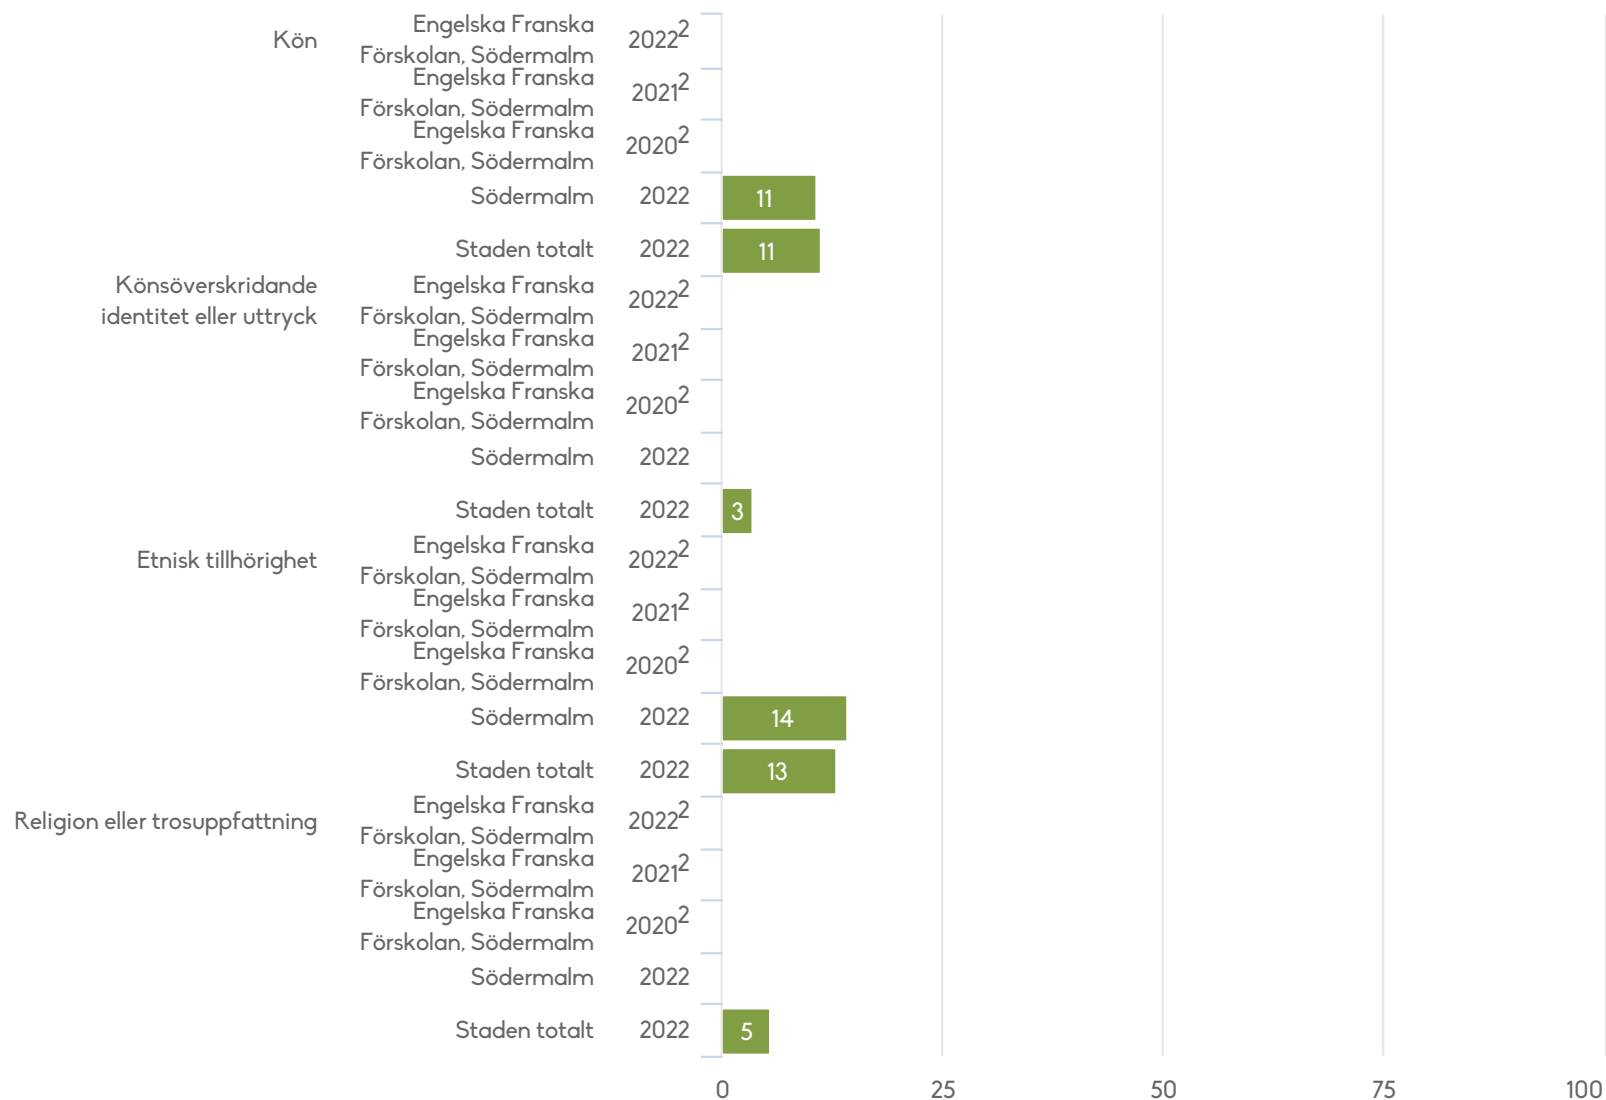 Kön
Engelska Franska
Förskolan, Södermalm
2022²
Engelska Franska
Förskolan, Södermalm
2021²
Engelska Franska
Förskolan, Södermalm
2020²
Södermalm 2022 11
Staden totalt 2022 11
Könsöverskridande
identitet eller uttryck
Engelska Franska
Förskolan, Södermalm
2022²
Engelska Franska
Förskolan, Södermalm
2021²
Engelska Franska
Förskolan, Södermalm
2020²
Södermalm 2022
Staden totalt 2022 3
Etnisk tillhörighet
Engelska Franska
Förskolan, Södermalm
2022²
Engelska Franska
Förskolan, Södermalm
2021²
Engelska Franska
Förskolan, Södermalm
2020²
Södermalm 2022 14
Staden totalt 2022 13
Religion eller trosuppfattning
Engelska Franska
Förskolan, Södermalm
2022²
Engelska Franska
Förskolan, Södermalm
2021²
Engelska Franska
Förskolan, Södermalm
2020²
Södermalm 2022
Staden totalt 2022 5
0 25 50 75 100